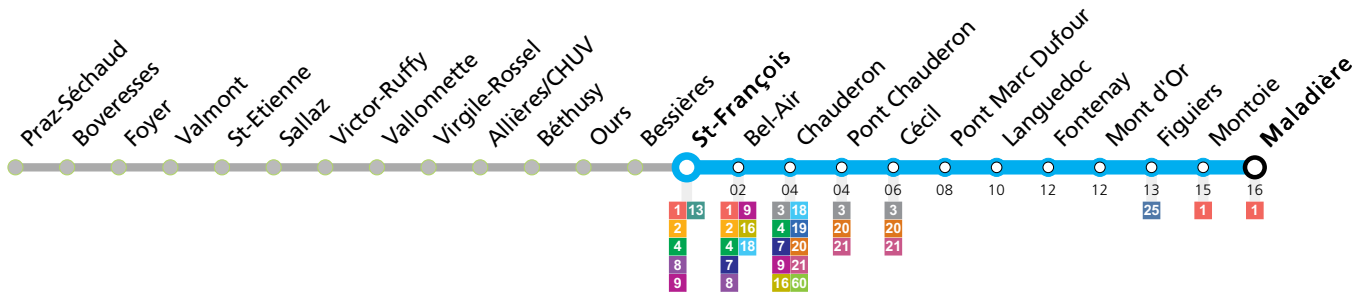 Praz-Séchaud
Boveresses
Foyer
Valmont
St-Etienne
Sallaz
Victor-Ruffy
Vallonnette
Virgile-Rossel
Allières/CHUV
Béthusy
Ours
Bessières
St-François
Bel-Air
Chauderon
Pont Chauderon
Cécil
Pont Marc Dufour
Languedoc
Fontenay
Mont d'Or
Figuiers
Montoie
Maladière
02 04 04 06 08 10 12 12 13 15 16
1 13 1 9 3 18 3 3 25 1 1
2 2 16 4 19 20 20
4 4 18 7 20 21 21
8 7 9 21
9 8 16 60